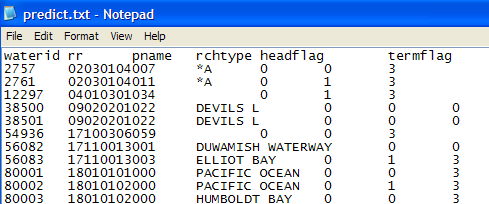 predict.txt - Notepad
File Edit Format View Help
waterid rr pname rchtype headflag termflag
2757 02030104007 *A 0 0 3
2761 02030104011 *A 0 1 3
12297 04010301034 0 1 3
38500 09020201022 DEVILS L 0 0 0
38501 09020201022 DEVILS L 0 0 0
54936 17100306059 0 0 3
56082 17110013001 DUWAMISH WATERWAY 0 0 0
56083 17110013003 ELLIOT BAY 0 1 3
80001 18010101000 PACIFIC OCEAN 0 0 3
80002 18010102000 PACIFIC OCEAN 0 1 3
80003 18010102000 HUMBOLDT BAY 0 0 3